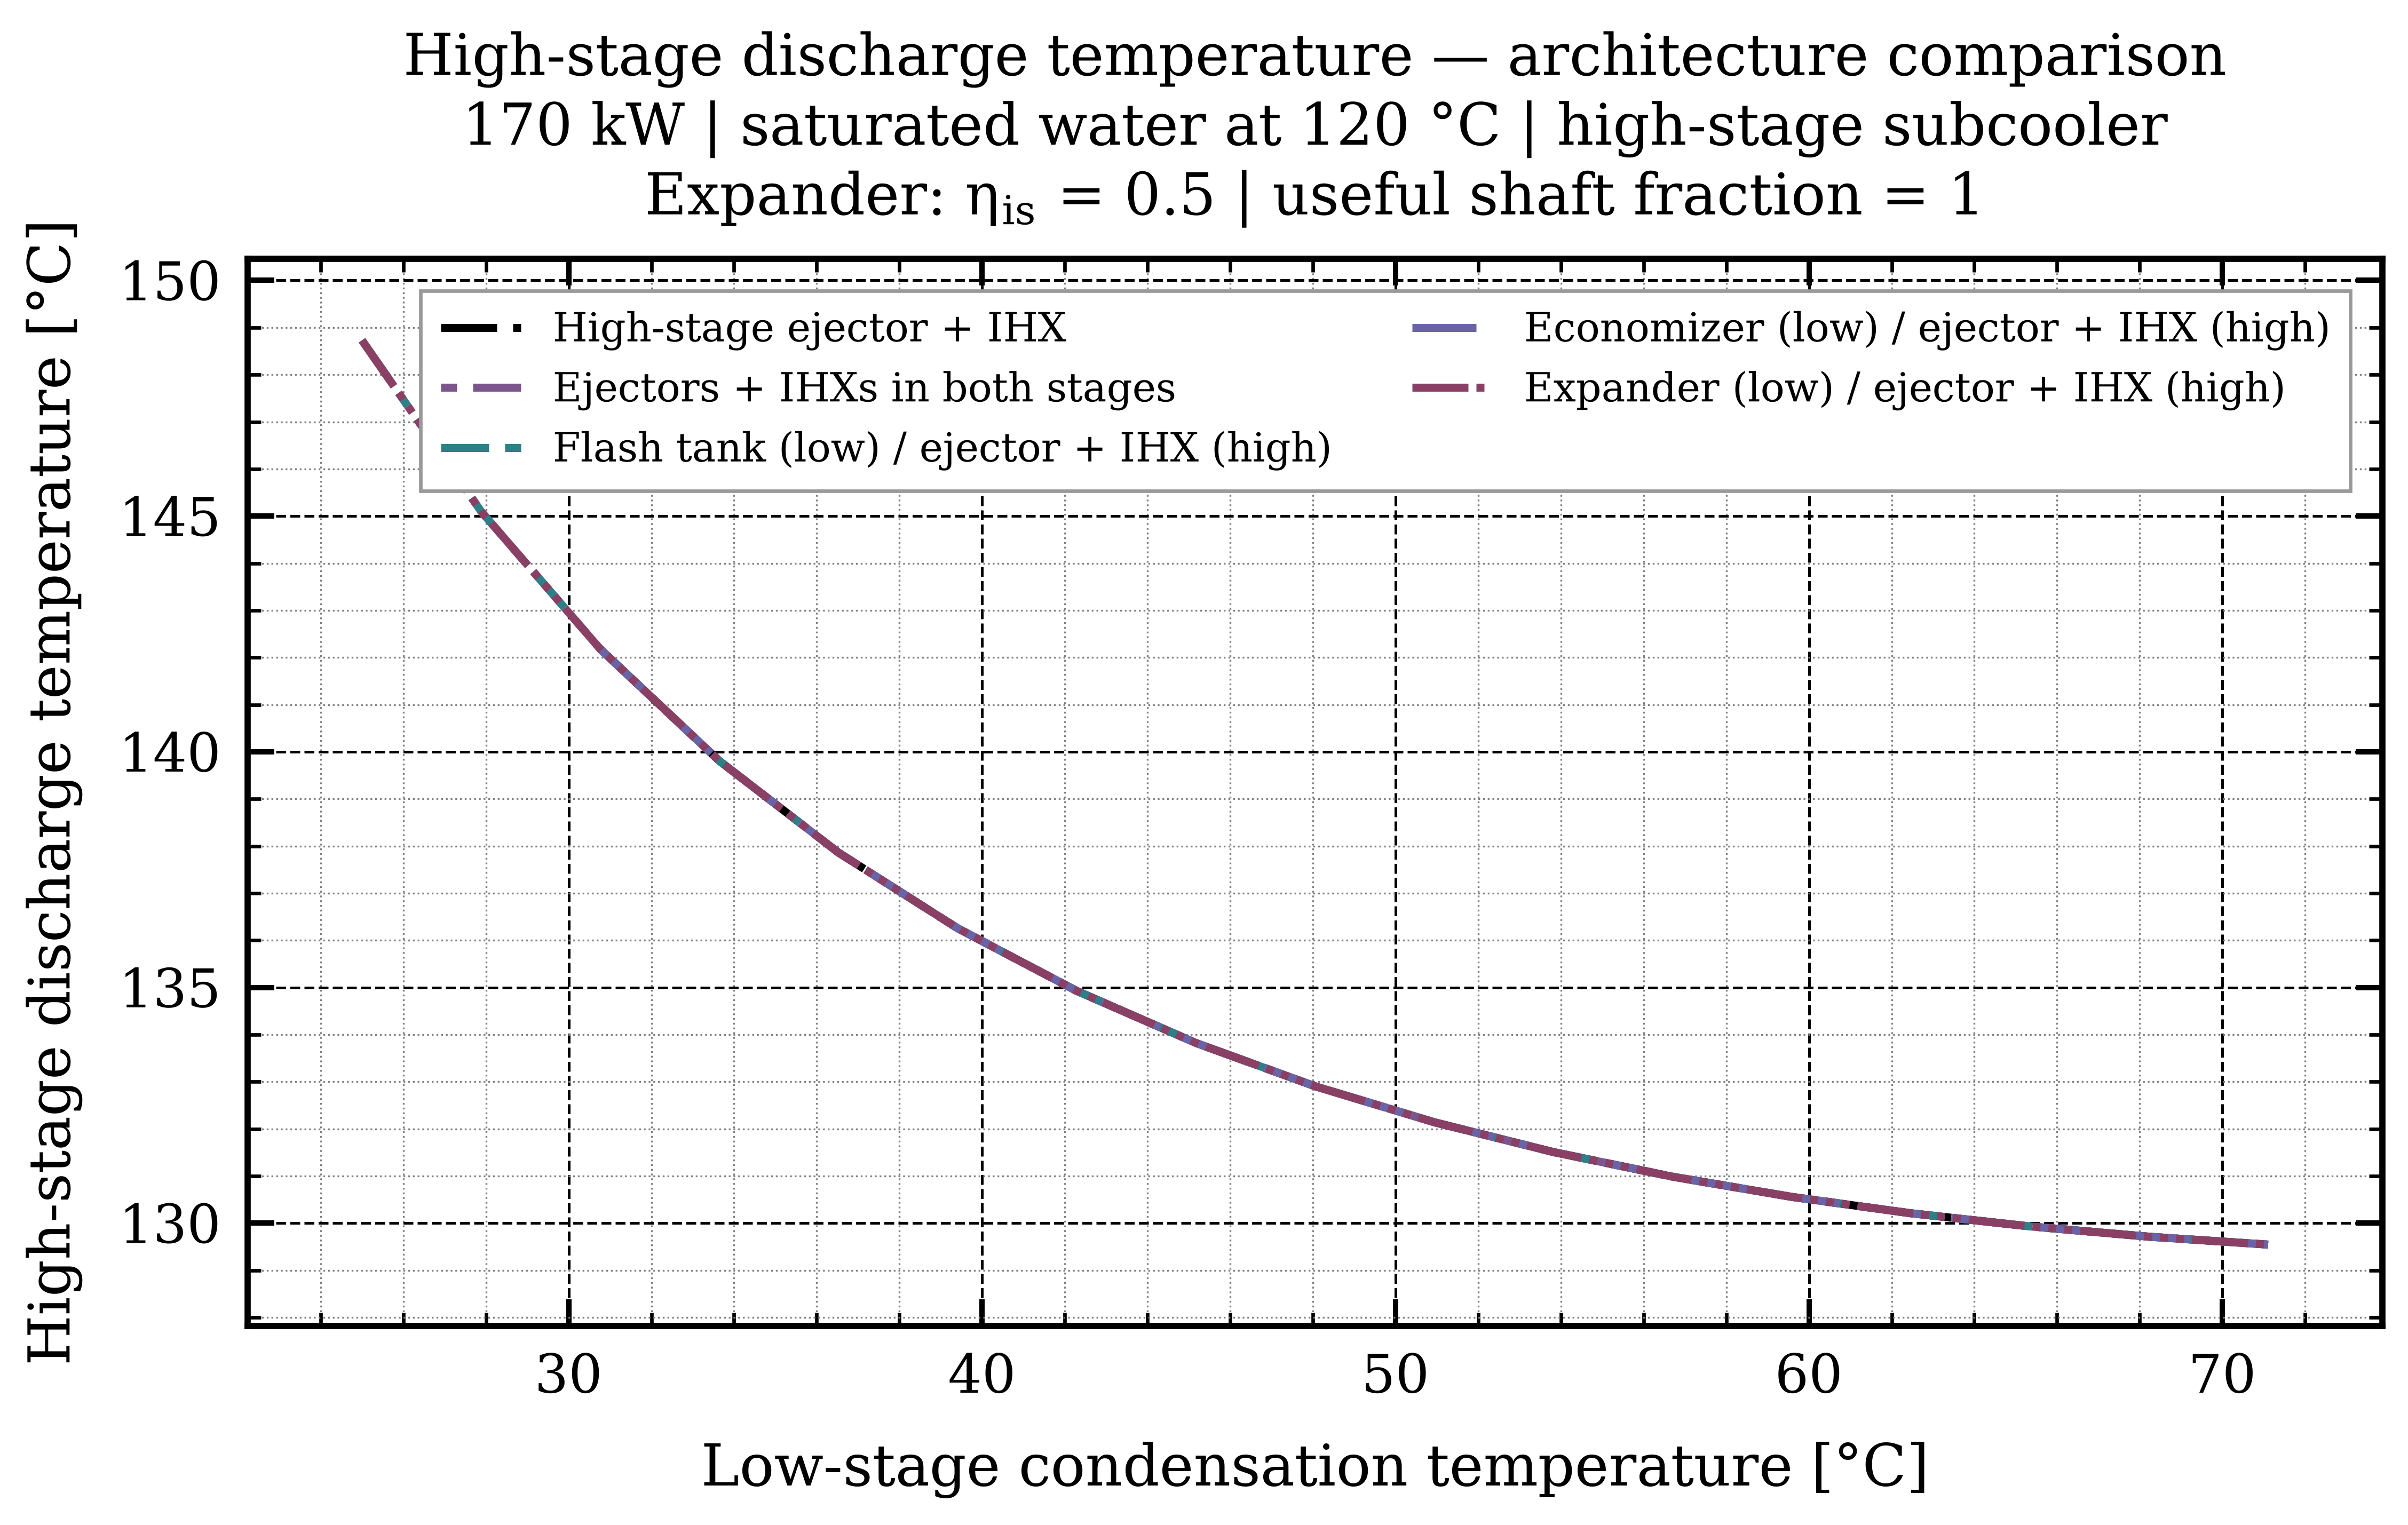 High-stage discharge temperature — architecture comparison
170 kW | saturated water at 120 °C | high-stage subcooler
Expander: ηis = 0.5 | useful shaft fraction = 1
High-stage discharge temperature [°C]
150
145
140
135
130
High-stage ejector + IHX
Ejectors + IHXs in both stages
Flash tank (low) / ejector + IHX (high)
Economizer (low) / ejector + IHX (high)
Expander (low) / ejector + IHX (high)
30 40 50 60 70
Low-stage condensation temperature [°C]